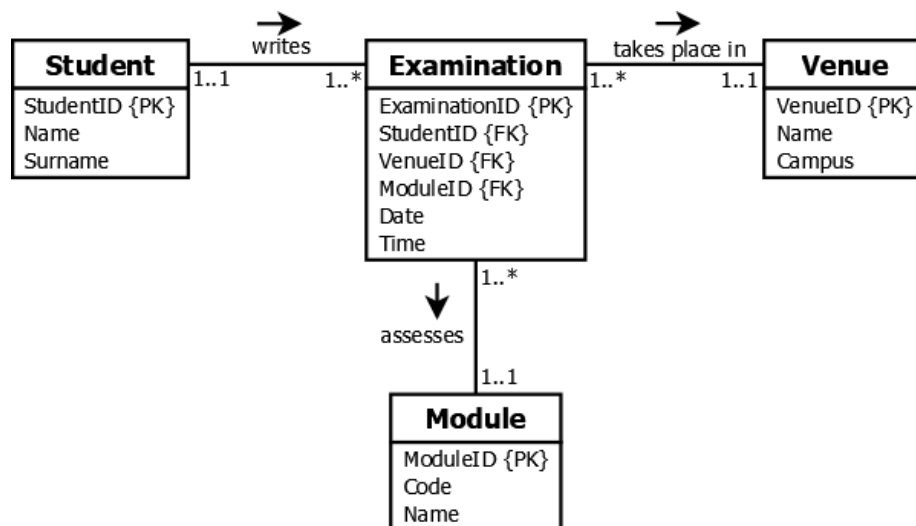 writes
takes place in
Student
1..1
1..*
Examination
1..*
1..1
Venue
StudentID {PK}
Name
Surname
ExaminationID {PK}
StudentID {FK}
VenueID {FK}
ModuleID {FK}
Date
Time
VenueID {PK}
Name
Campus
1..*
assesses
1..1
Module
ModuleID {PK}
Code
Name